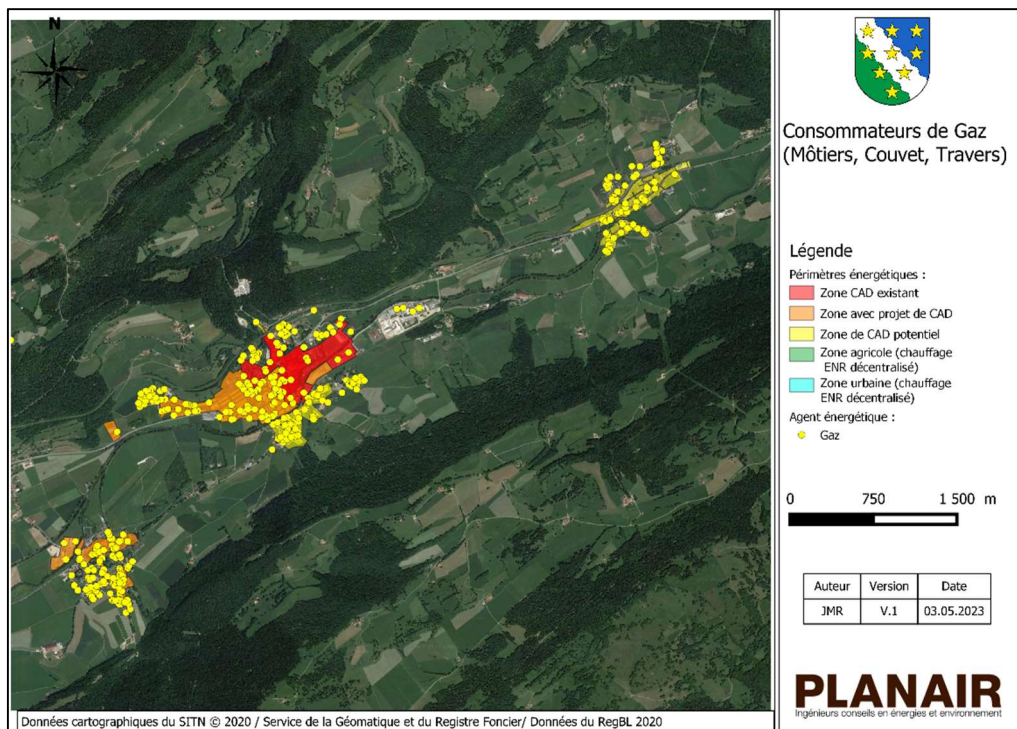 N
Consommateurs de Gaz
(Môtiers, Couvet, Travers)
Légende
Périmètres énergétiques :
Zone CAD existant
Zone avec projet de CAD
Zone de CAD potentiel
Zone agricole (chauffage
ENR décentralisé)
Zone urbaine (chauffage
ENR décentralisé)
Agent énergétique :
Gaz
0 750 1 500 m
Auteur Version Date
JMR V.1 03.05.2023
PLANAIR
Ingénieurs conseils en énergies et environnement
Données cartographiques du SITN © 2020 / Service de la Géomatique et du Registre Foncier/ Données du RegBL 2020